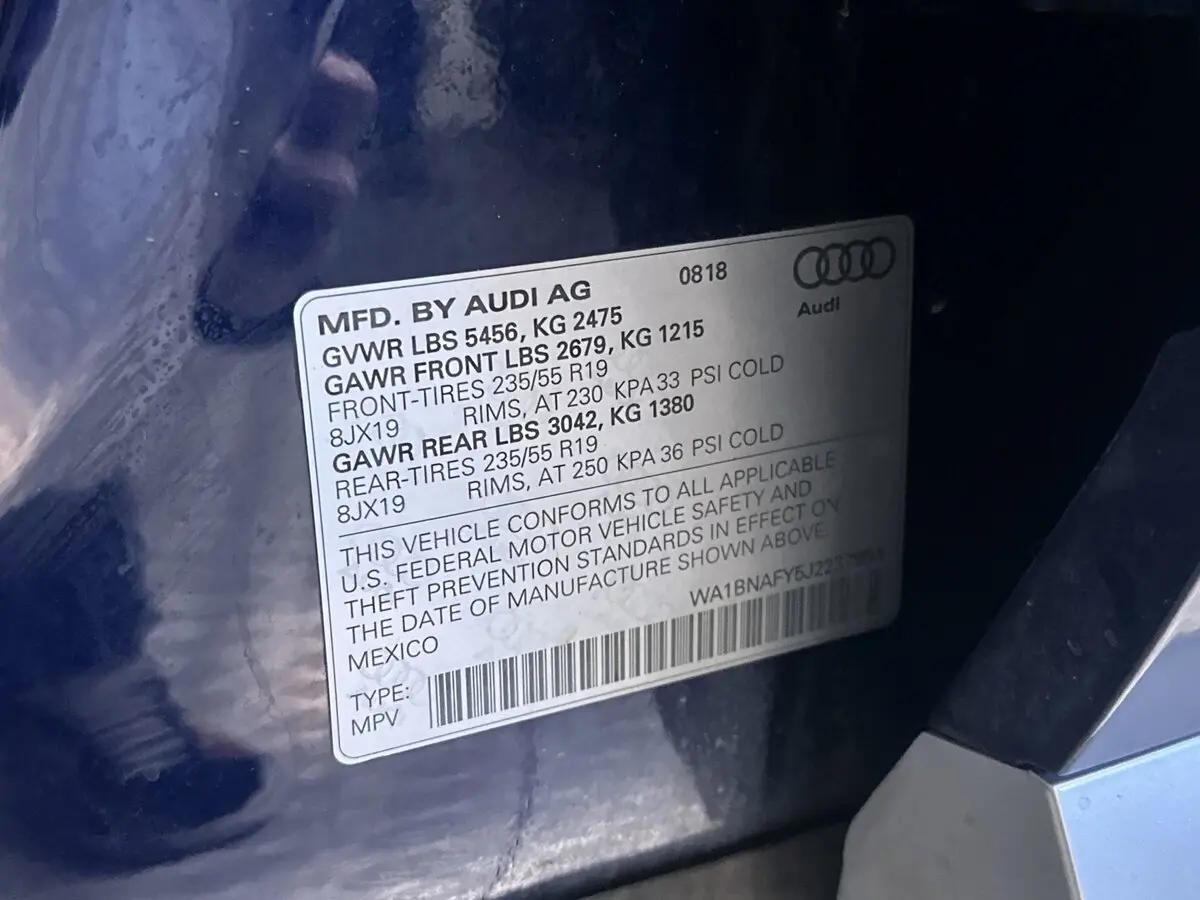 MFD. BY AUDI AG 0818
Audi
GVWR LBS 5456, KG 2475
GAWR FRONT LBS 2679, KG 1215
FRONT-TIRES 235/55 R19
8JX19 RIMS, AT 230 KPA 33 PSI COLD
GAWR REAR LBS 3042, KG 1380
REAR-TIRES 235/55 R19
8JX19 RIMS, AT 250 KPA 36 PSI COLD
THIS VEHICLE CONFORMS TO ALL APPLICABLE
U.S. FEDERAL MOTOR VEHICLE SAFETY AND
THEFT PREVENTION STANDARDS IN EFFECT ON
THE DATE OF MANUFACTURE SHOWN ABOVE.
MEXICO
TYPE:
MPV